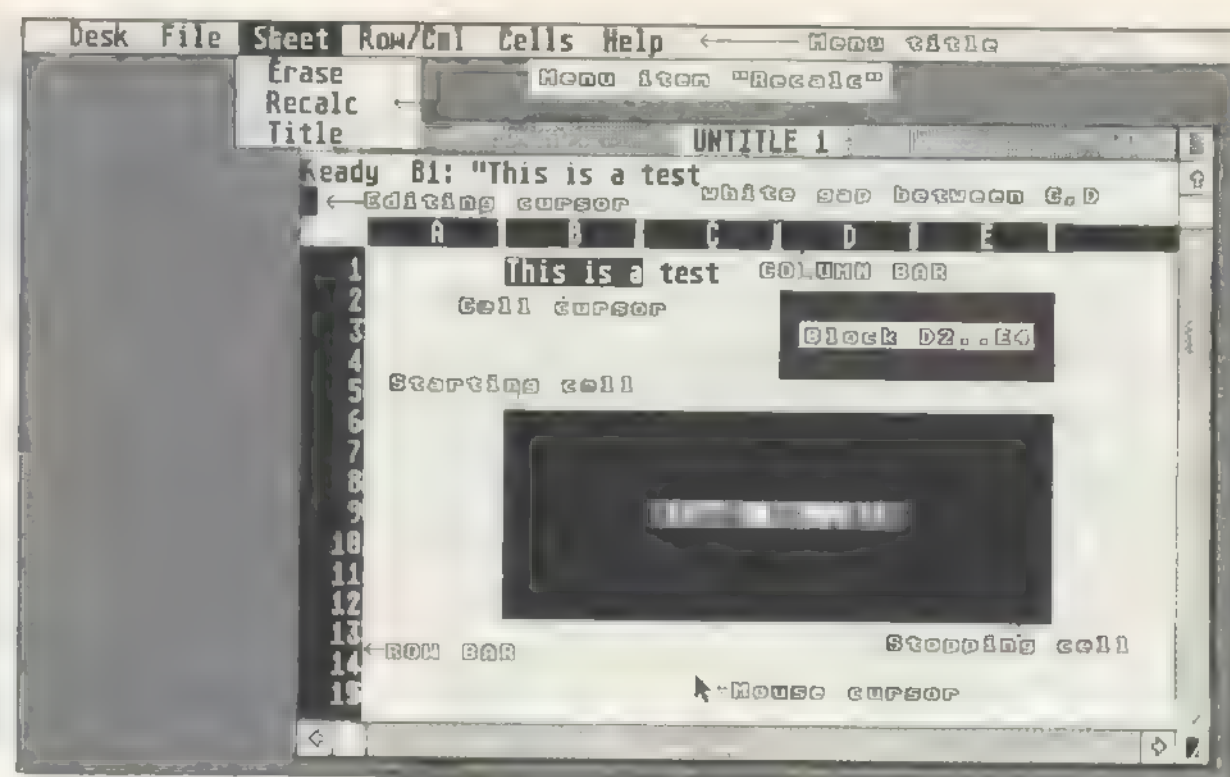 Desk File Sheet Row/Col Cells Help ← Menu title
Erase
Menu item "Recalc"
Recalc ←
Title
UNTITLE 1
Ready B1: "This is a test
white gap between C,D
←Editing cursor
A B C D E
1 This is a test COLUMN BAR
2 Cell cursor
3 Block D2..E4
4
5 Starting cell
6
7
8
9
10
11
12
13 Stopping cell
←ROW BAR
14
15 Mouse cursor